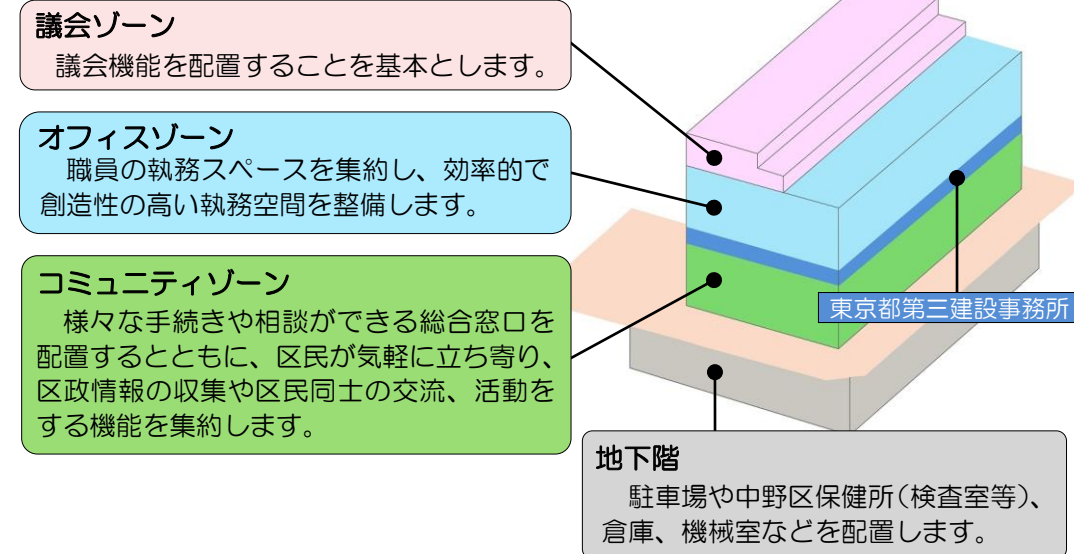 議会ゾーン
議会機能を配置することを基本とします。
オフィスゾーン
職員の執務スペースを集約し、効率的で
創造性の高い執務空間を整備します。
コミュニティゾーン
様々な手続きや相談ができる総合窓口を
配置するとともに、区民が気軽に立ち寄り、
区政情報の収集や区民同士の交流、活動を
する機能を集約します。
東京都第三建設事務所
地下階
駐車場や中野区保健所(検査室等)、
倉庫、機械室などを配置します。